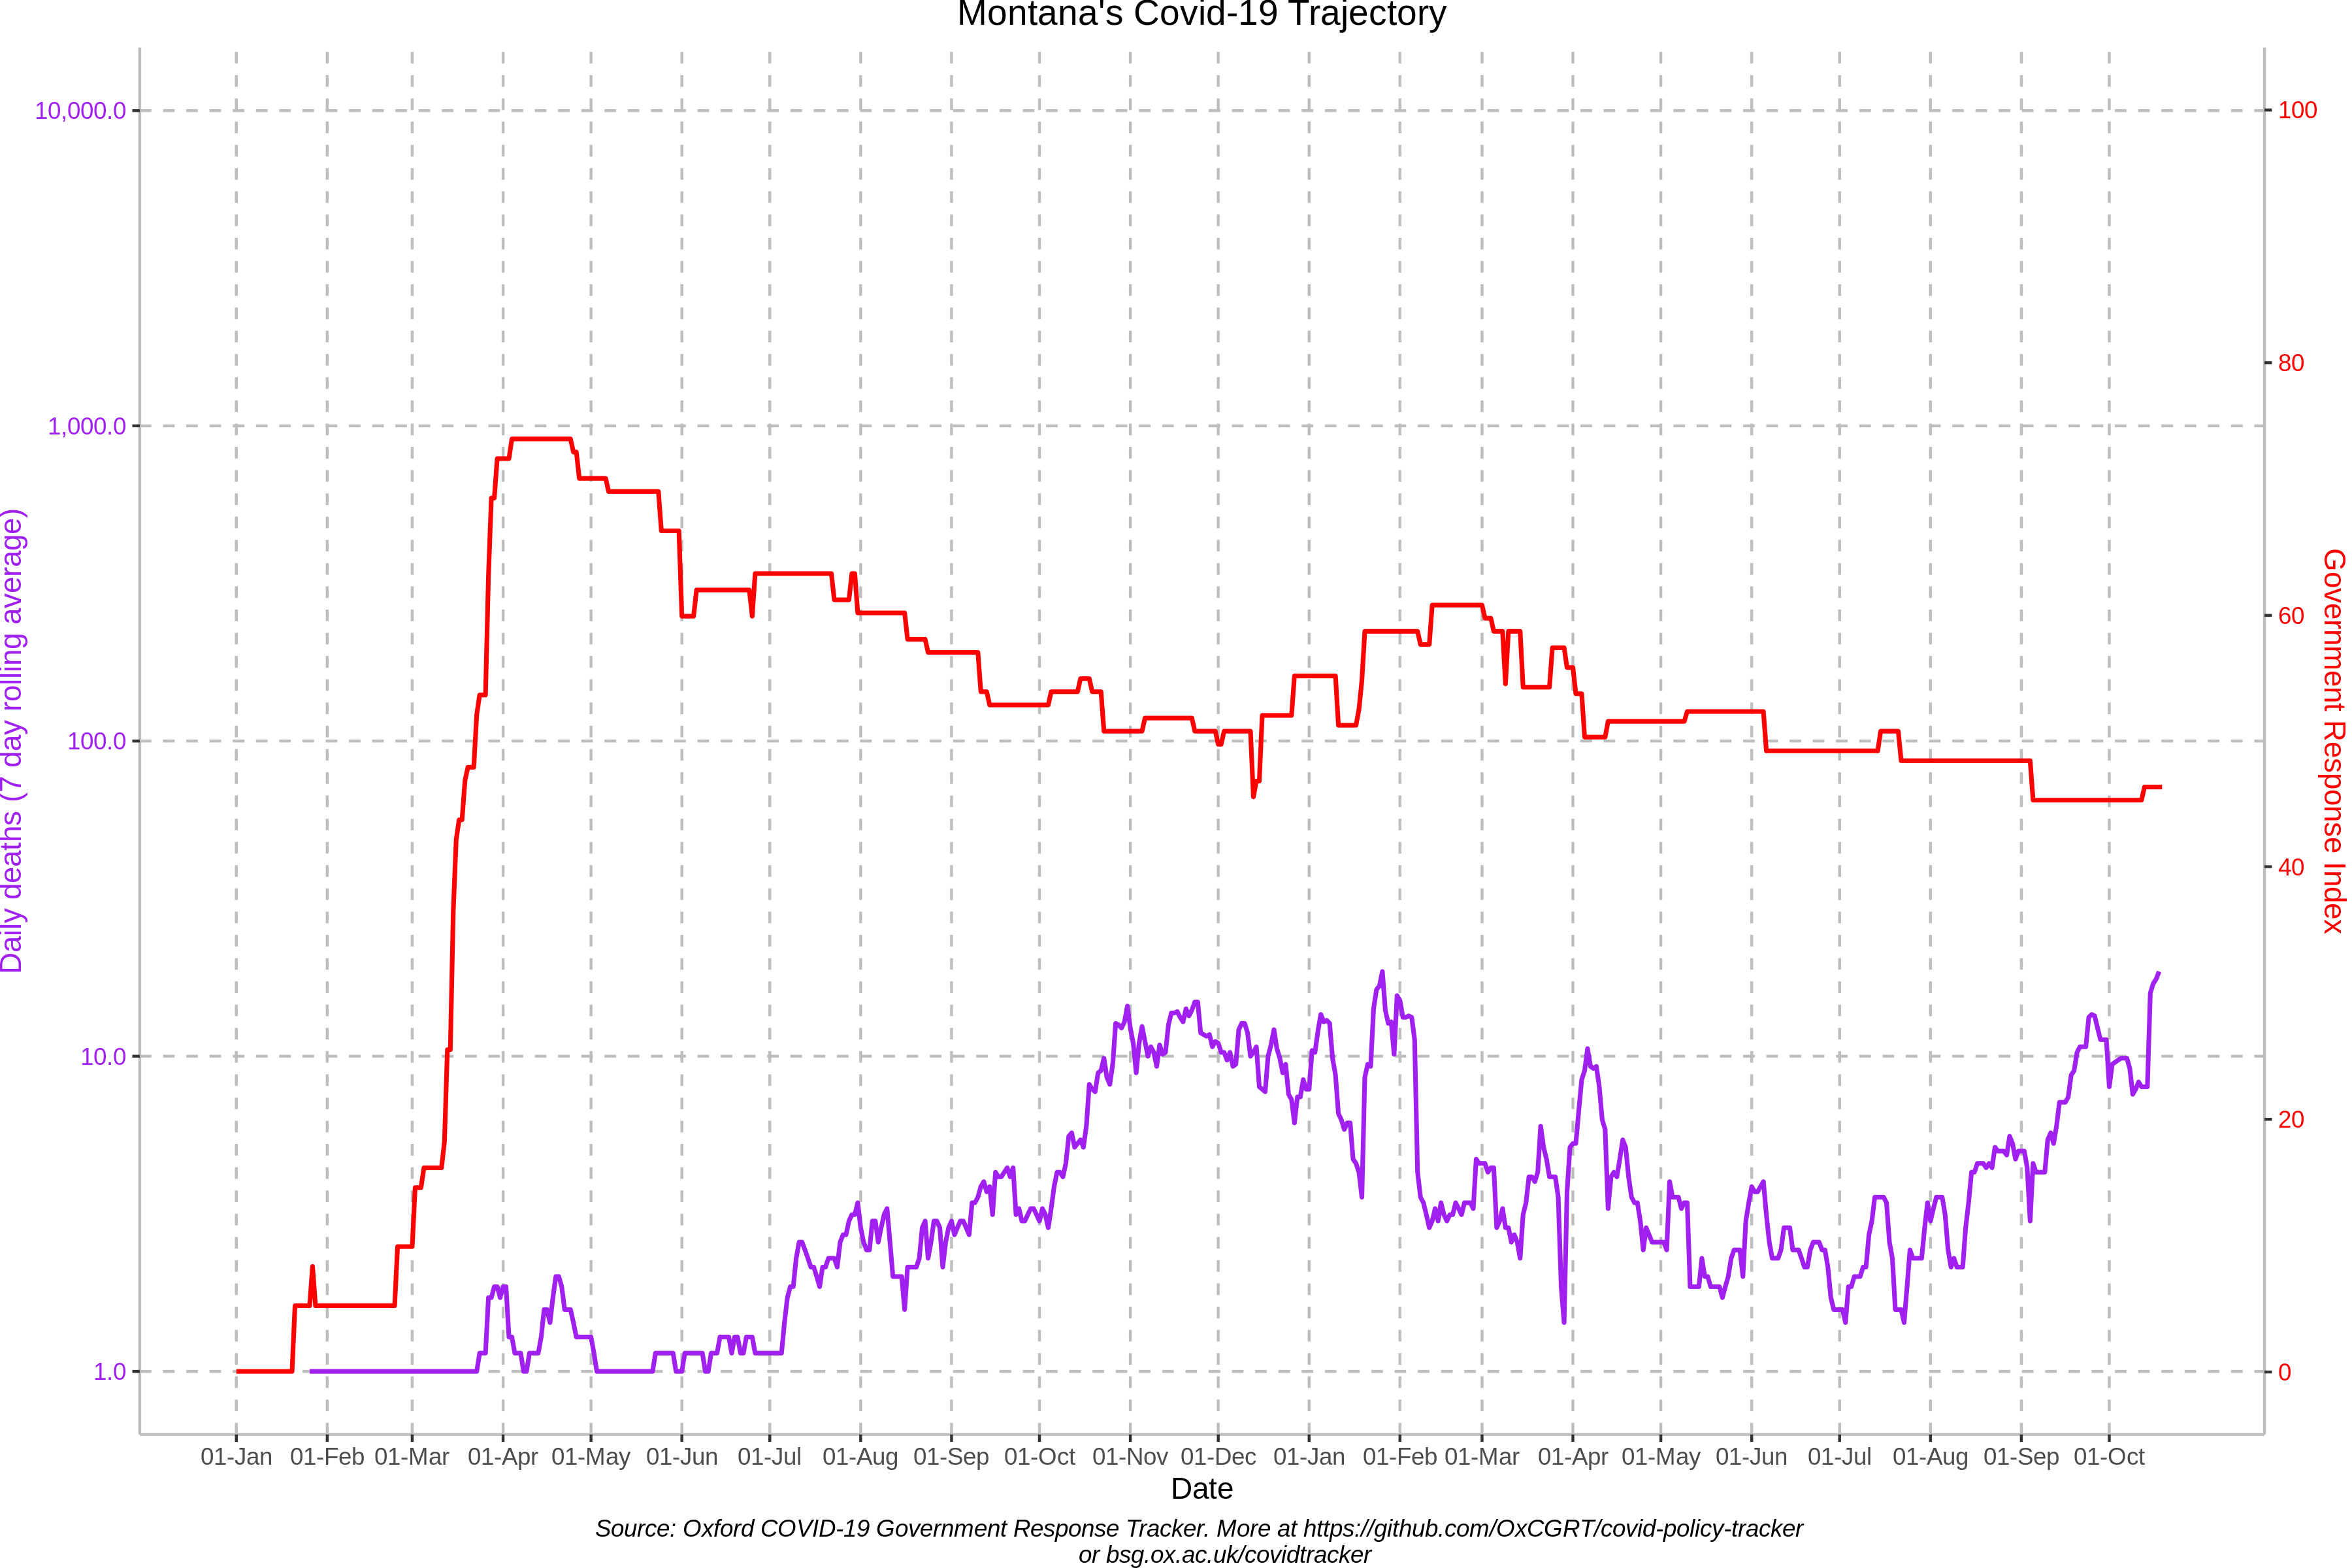 Montana's Covid-19 Trajectory
10,000.0
1,000.0
100.0
10.0
1.0
Daily deaths (7 day rolling average)
100
80
60
40
20
0
Government Response Index
01-Jan 01-Feb 01-Mar 01-Apr 01-May 01-Jun 01-Jul 01-Aug 01-Sep 01-Oct 01-Nov 01-Dec 01-Jan 01-Feb 01-Mar 01-Apr 01-May 01-Jun 01-Jul 01-Aug 01-Sep 01-Oct
Date
Source: Oxford COVID-19 Government Response Tracker. More at https://github.com/OxCGRT/covid-policy-tracker
or bsg.ox.ac.uk/covidtracker